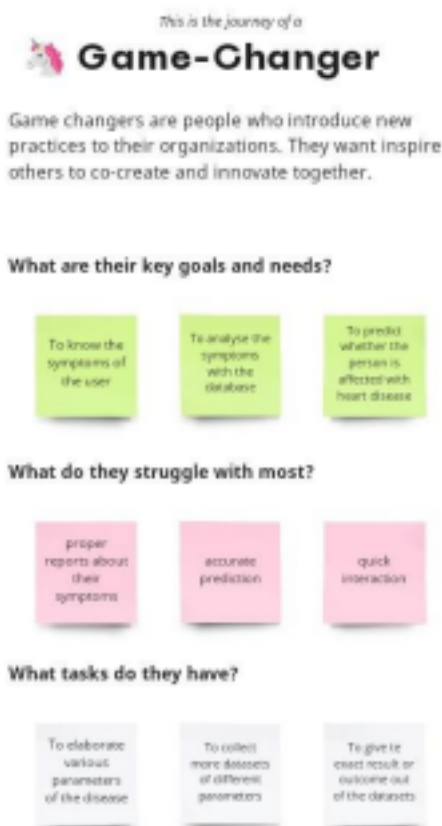 This is the journey of a
Game-Changer
Game changers are people who introduce new
practices to their organizations. They want inspire
others to co-create and innovate together.
What are their key goals and needs?
To know the
symptoms of
the user
To analyse the
symptoms
with the
database
To predict
whether the
person is
affected with
heart disease
What do they struggle with most?
proper
reports about
their
symptoms
accurate
prediction
quick
interaction
What tasks do they have?
To elaborate
various
parameters
of the disease
To collect
more datasets
of different
parameters
To give te
exact result or
outcome out
of the datasets